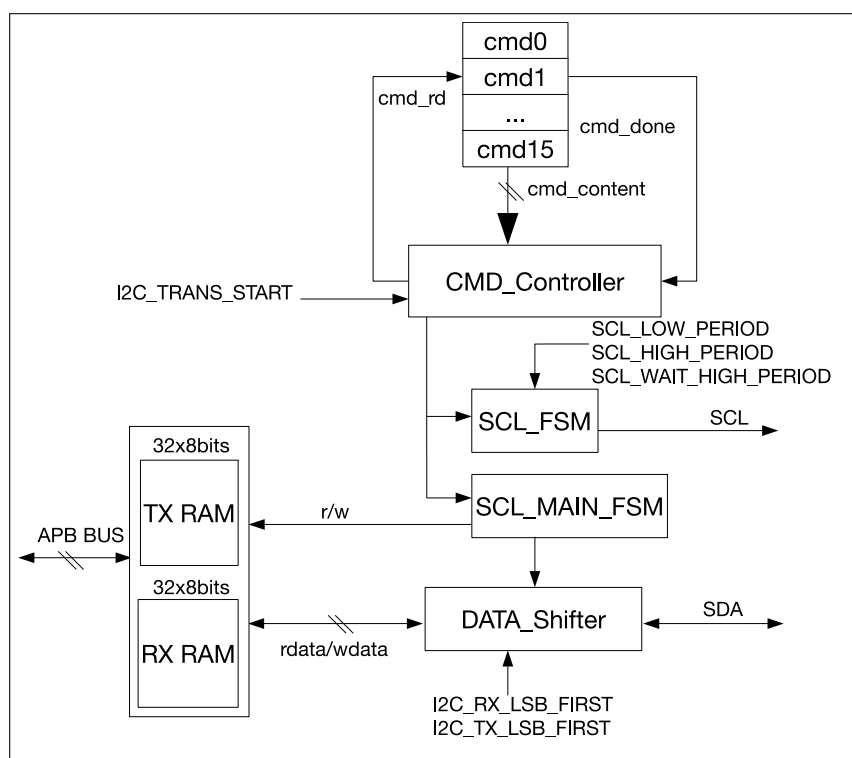 cmd0
cmd1
...
cmd15
cmd_rd
cmd_done
cmd_content
CMD_Controller
I2C_TRANS_START
SCL_LOW_PERIOD
SCL_HIGH_PERIOD
SCL_WAIT_HIGH_PERIOD
SCL_FSM
SCL
32x8bits
TX RAM
r/w
SCL_MAIN_FSM
APB BUS
32x8bits
RX RAM
rdata/wdata
DATA_Shifter
SDA
I2C_RX_LSB_FIRST
I2C_TX_LSB_FIRST